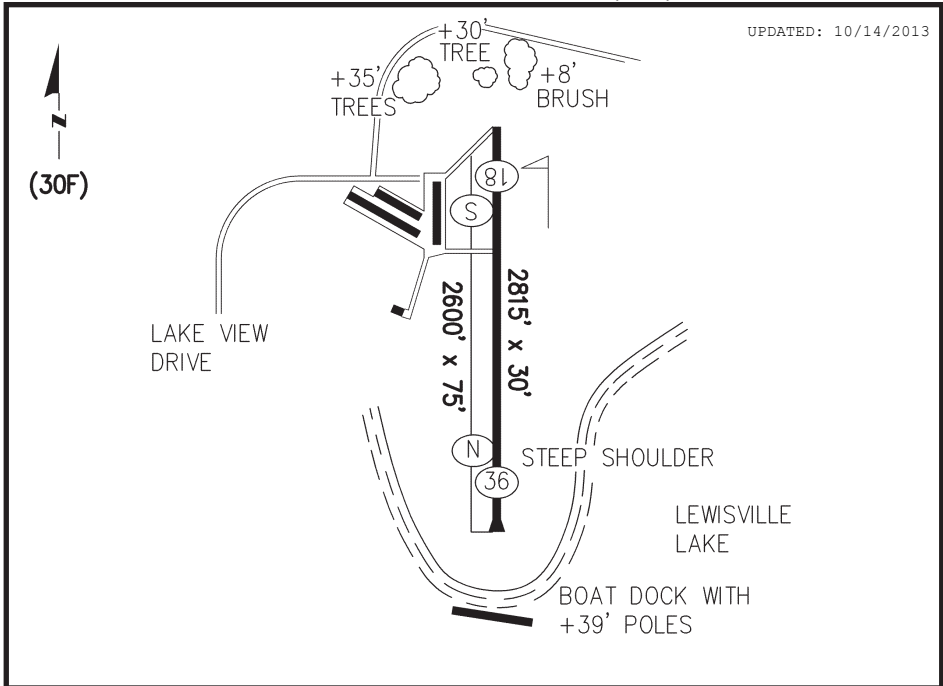 UPDATED: 10/14/2013
+30'
TREE
+35'
TREES
+8'
BRUSH
N
(30F)
18
S
2815' x 30'
2600' x 75'
LAKE VIEW
DRIVE
N
36
STEEP SHOULDER
LEWISVILLE
LAKE
BOAT DOCK WITH
+39' POLES